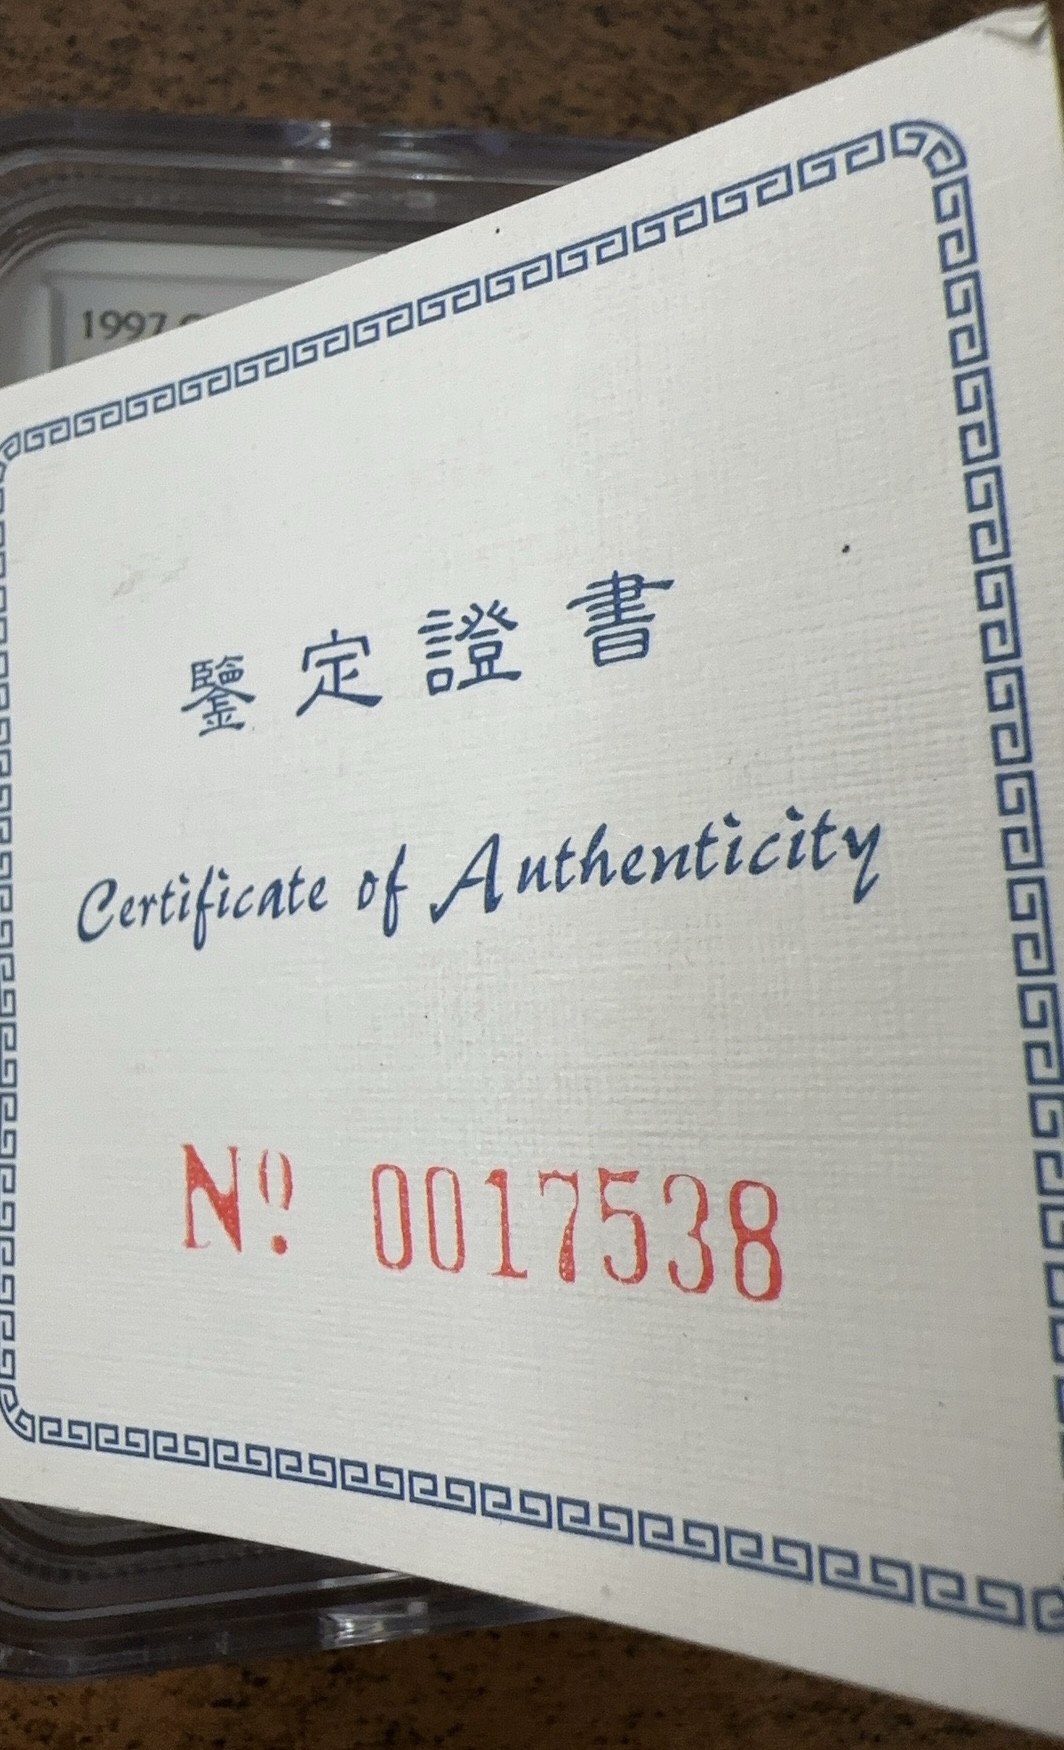 1997
鑒定證書
Certificate of Authenticity
Nº 0017538